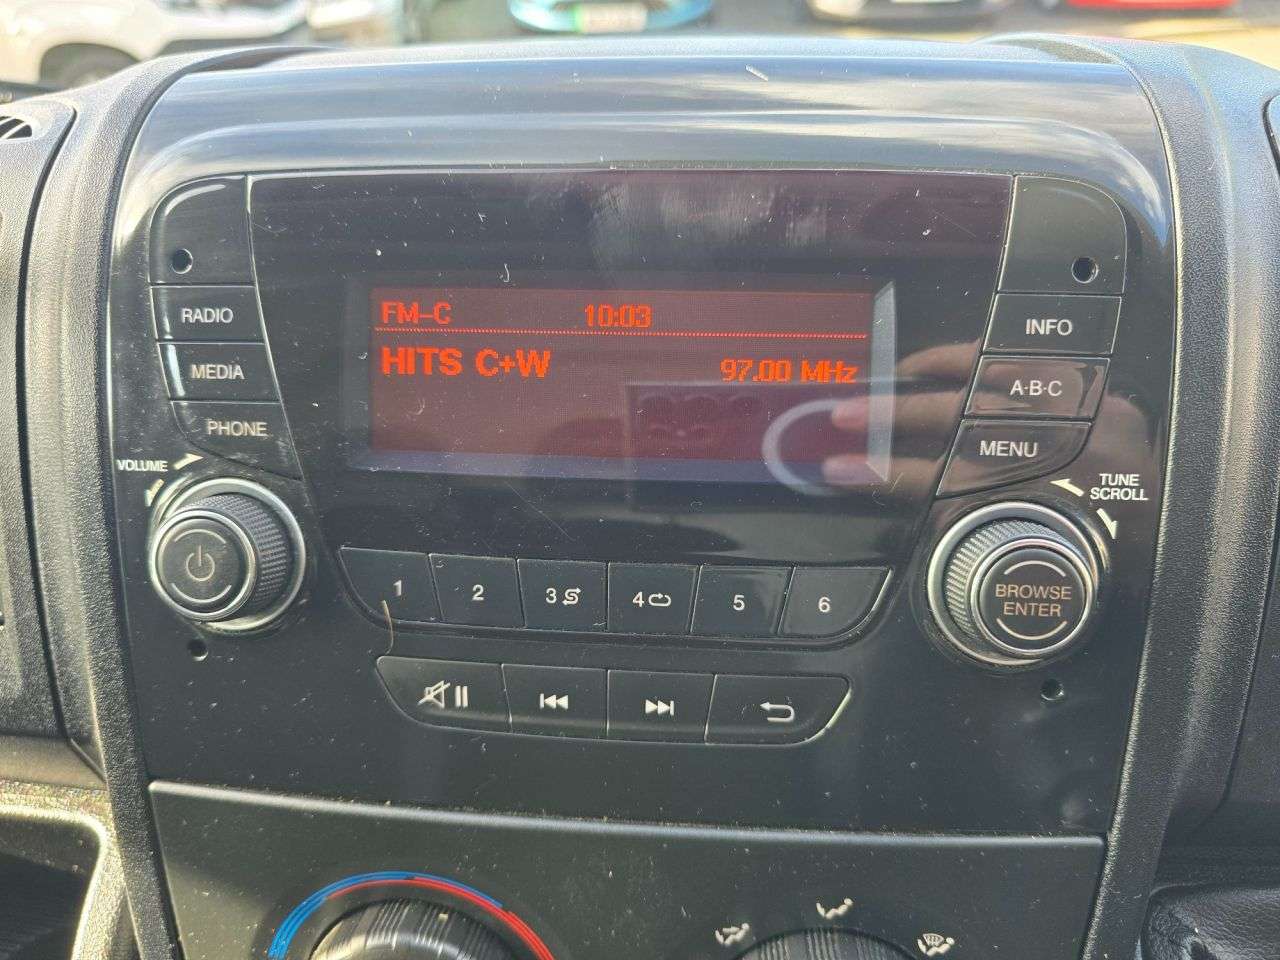 FM-C 10:03
HITS C+W 97.00 MHz
RADIO
MEDIA
PHONE
VOLUME
INFO
A·B·C
MENU
TUNE
SCROLL
BROWSE
ENTER
1 2 3 4 5 6